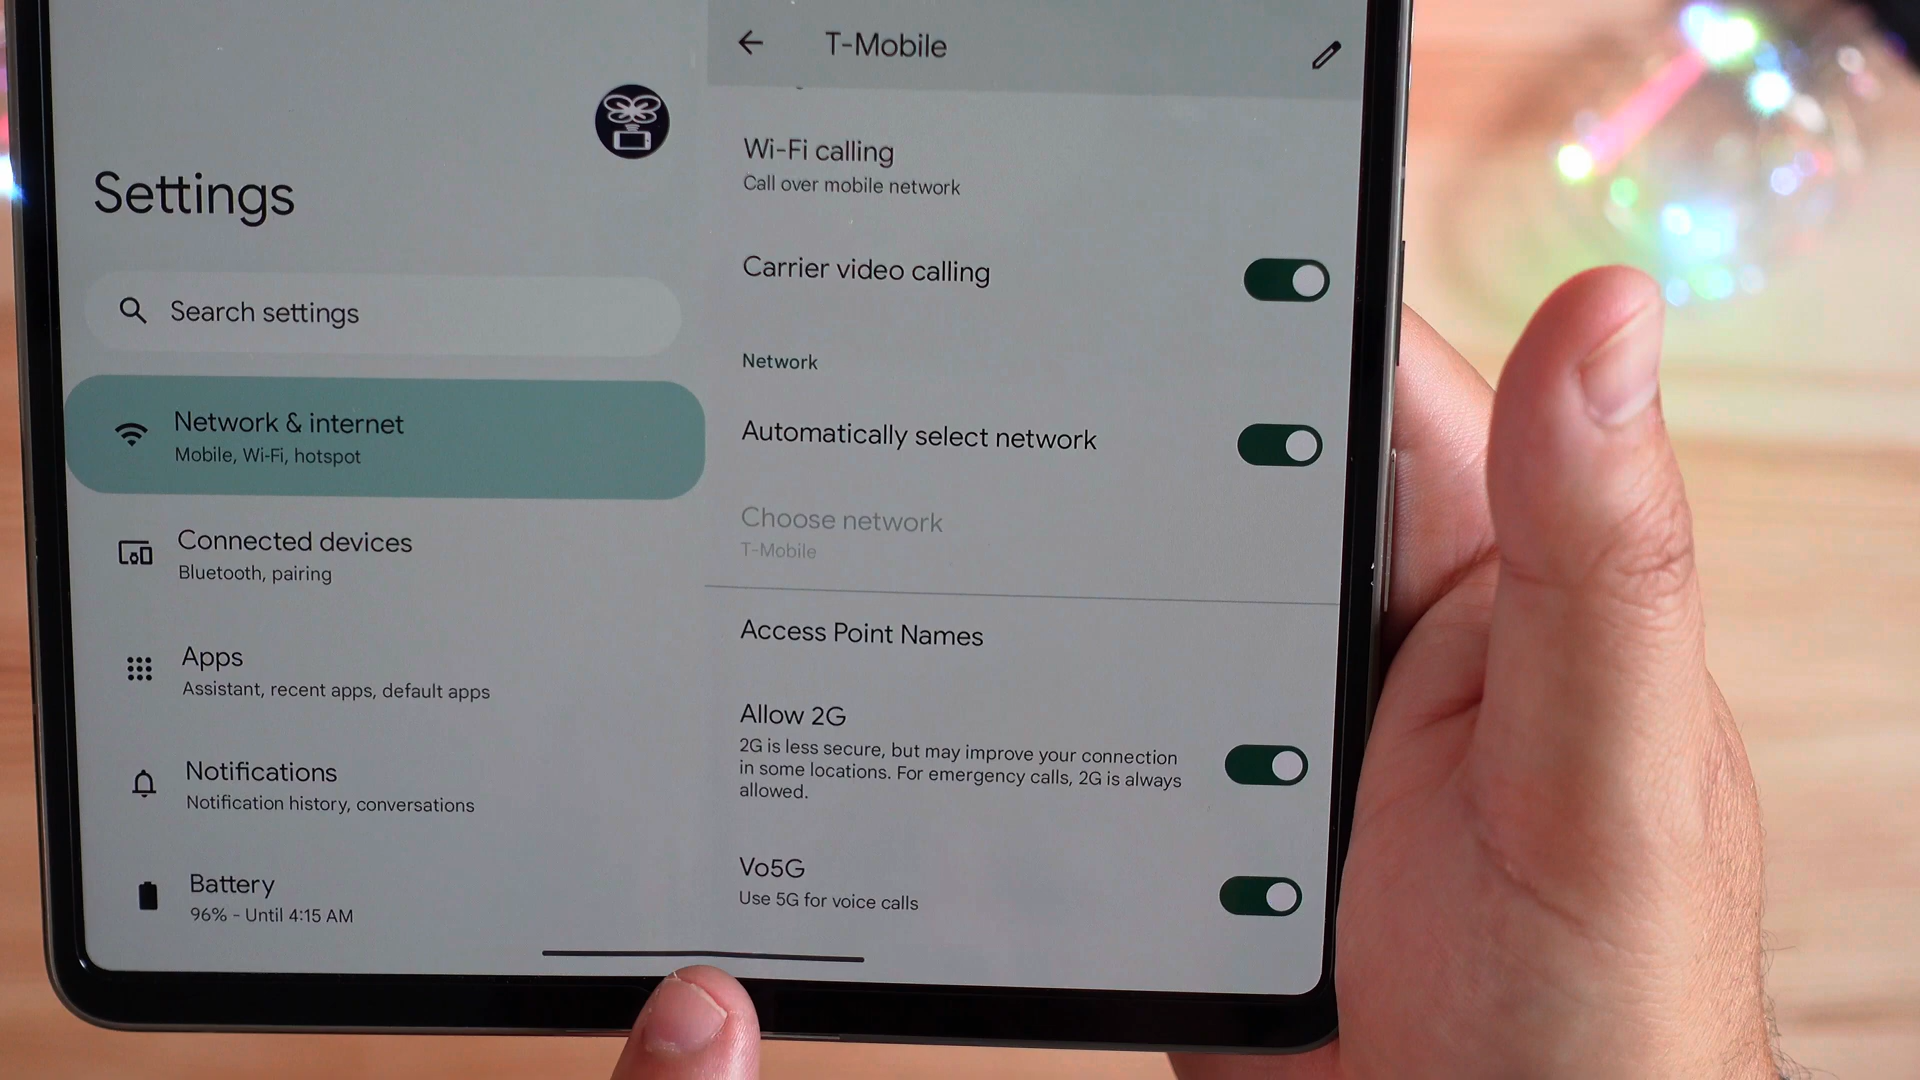 Settings
Search settings
Network & internet
Mobile, Wi-Fi, hotspot
Connected devices
Bluetooth, pairing
Apps
Assistant, recent apps, default apps
Notifications
Notification history, conversations
Battery
96% - Until 4:15 AM
T-Mobile
Wi-Fi calling
Call over mobile network
Carrier video calling
Network
Automatically select network
Choose network
T-Mobile
Access Point Names
Allow 2G
2G is less secure, but may improve your connection
in some locations. For emergency calls, 2G is always
allowed.
Vo5G
Use 5G for voice calls